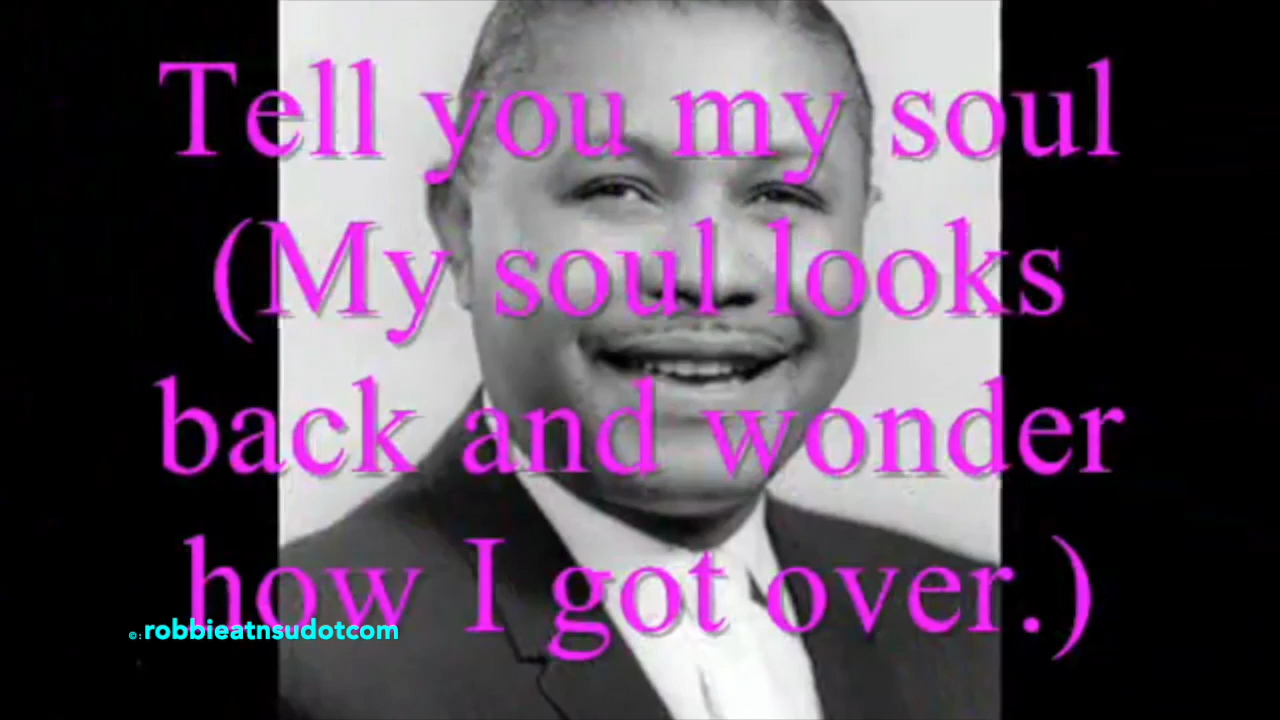 Tell you my soul
(My soul looks
back and wonder
how I got over.)
©: robbieatnsudotcom